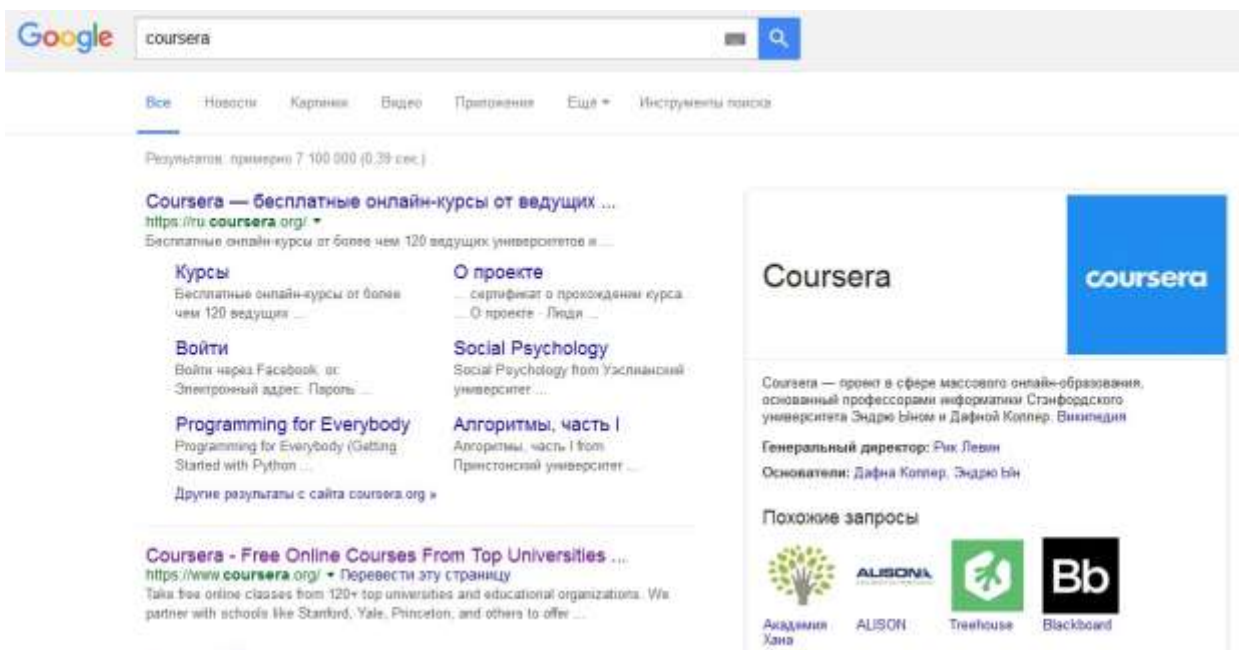 Google
coursera
Все Новости Картинки Видео Приложения Ещё Инструменты поиска
Результатов: примерно 7 100 000 (0,39 сек.)
Coursera — бесплатные онлайн-курсы от ведущих ...
https://ru.coursera.org/
Бесплатные онлайн-курсы от более чем 120 ведущих университетов и ...
Курсы
Бесплатные онлайн-курсы от более
чем 120 ведущих ...
О проекте
... сертификат о прохождении курса.
... О проекте · Люди ...
Войти
Войти через Facebook. or.
Электронный адрес. Пароль ...
Social Psychology
Social Psychology from Уэслианский
университет ...
Programming for Everybody
Programming for Everybody (Getting
Started with Python ...
Алгоритмы, часть I
Алгоритмы, часть I from
Принстонский университет ...
Другие результаты с сайта coursera.org »
Coursera - Free Online Courses From Top Universities ...
https://www.coursera.org/ Перевести эту страницу
Take free online classes from 120+ top universities and educational organizations. We
partner with schools like Stanford, Yale, Princeton, and others to offer ...
Coursera
coursera
Coursera — проект в сфере массового онлайн-образования,
основанный профессорами информатики Стэнфордского
университета Эндрю Ыном и Дафной Коллер. Википедия
Генеральный директор: Рик Левин
Основатели: Дафна Коллер, Эндрю Ын
Похожие запросы
ALISON
Bb
Академия
Хана
ALISON
Treehouse
Blackboard